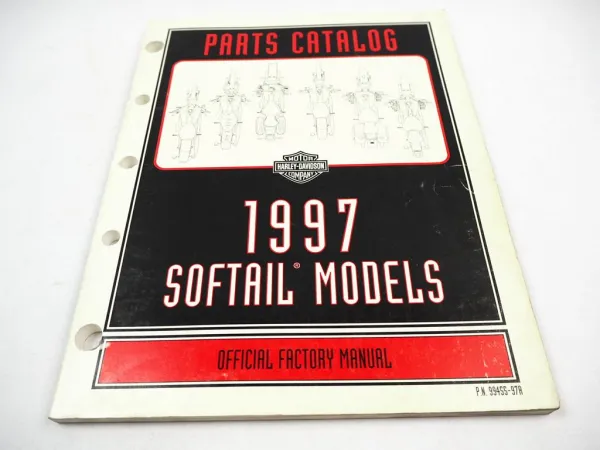 PARTS CATALOG
MOTOR
HARLEY-DAVIDSON
COMPANY
1997
SOFTAIL® MODELS
OFFICIAL FACTORY MANUAL
P.N. 99455-97A